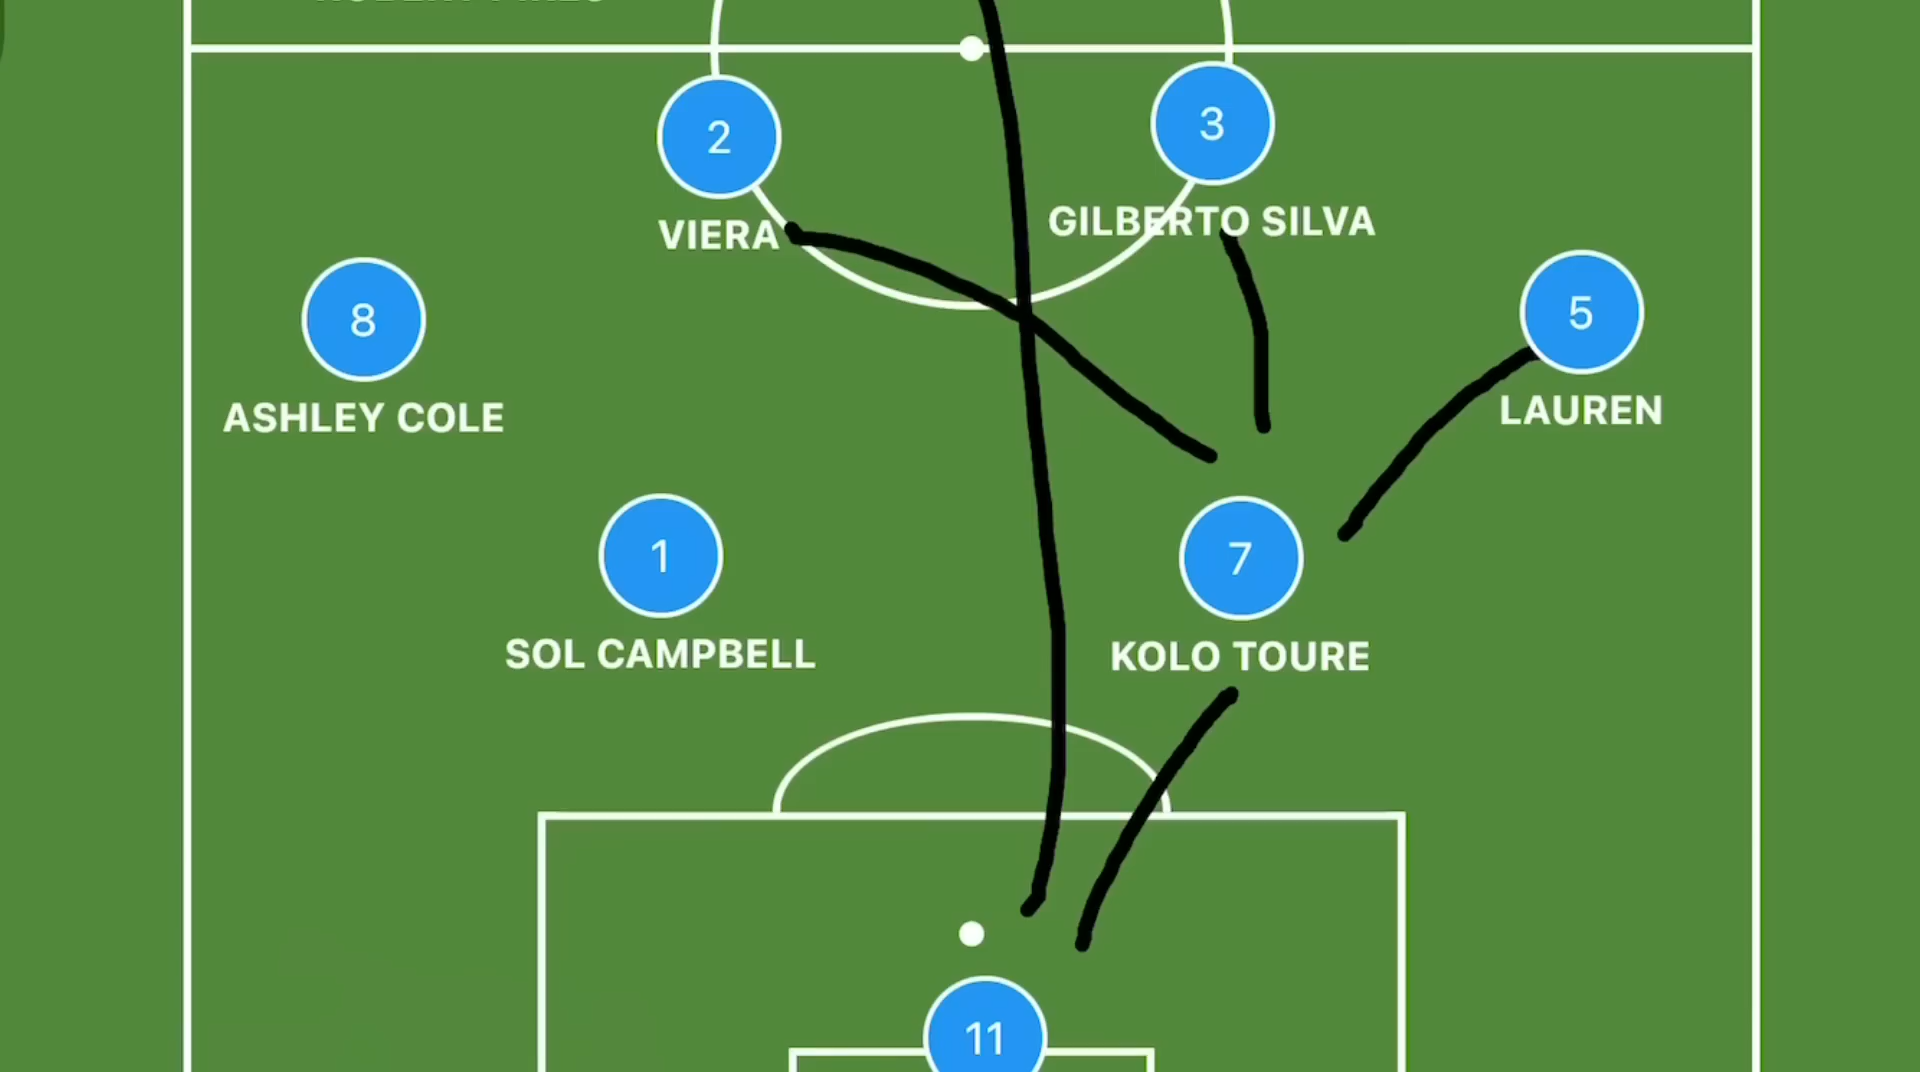 2
3
VIERA
GILBERTO SILVA
8
5
ASHLEY COLE
LAUREN
1
7
SOL CAMPBELL
KOLO TOURE
11